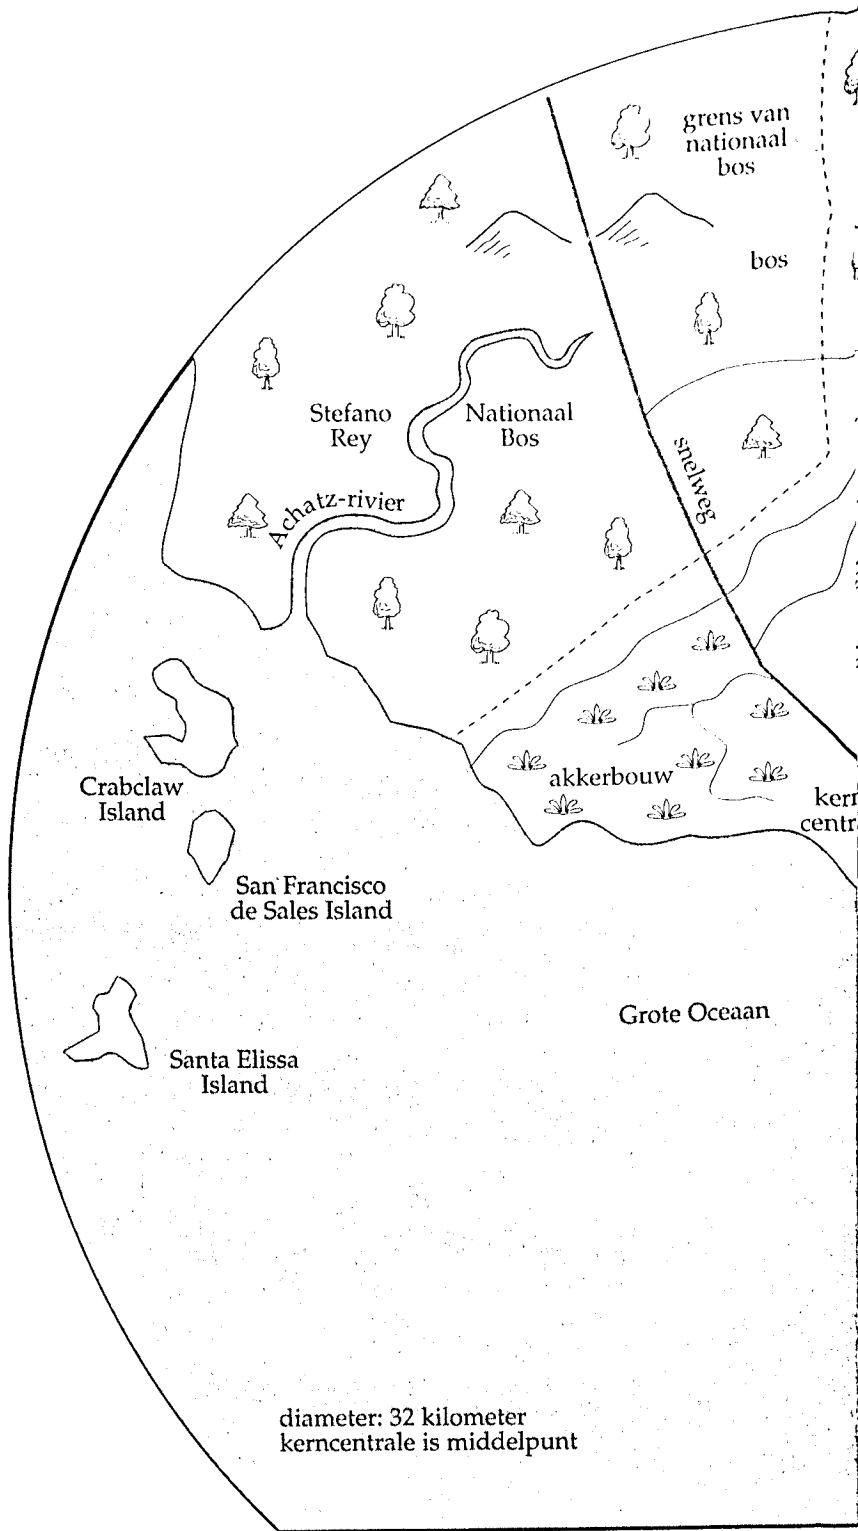 grens van
nationaal
bos
bos
Stefano
Rey
Nationaal
Bos
snelweg
Achatz-rivier
Crabclaw
Island
akkerbouw
San Francisco
de Sales Island
Grote Oceaan
Santa Elissa
Island
diameter: 32 kilometer
kerncentrale is middelpunt